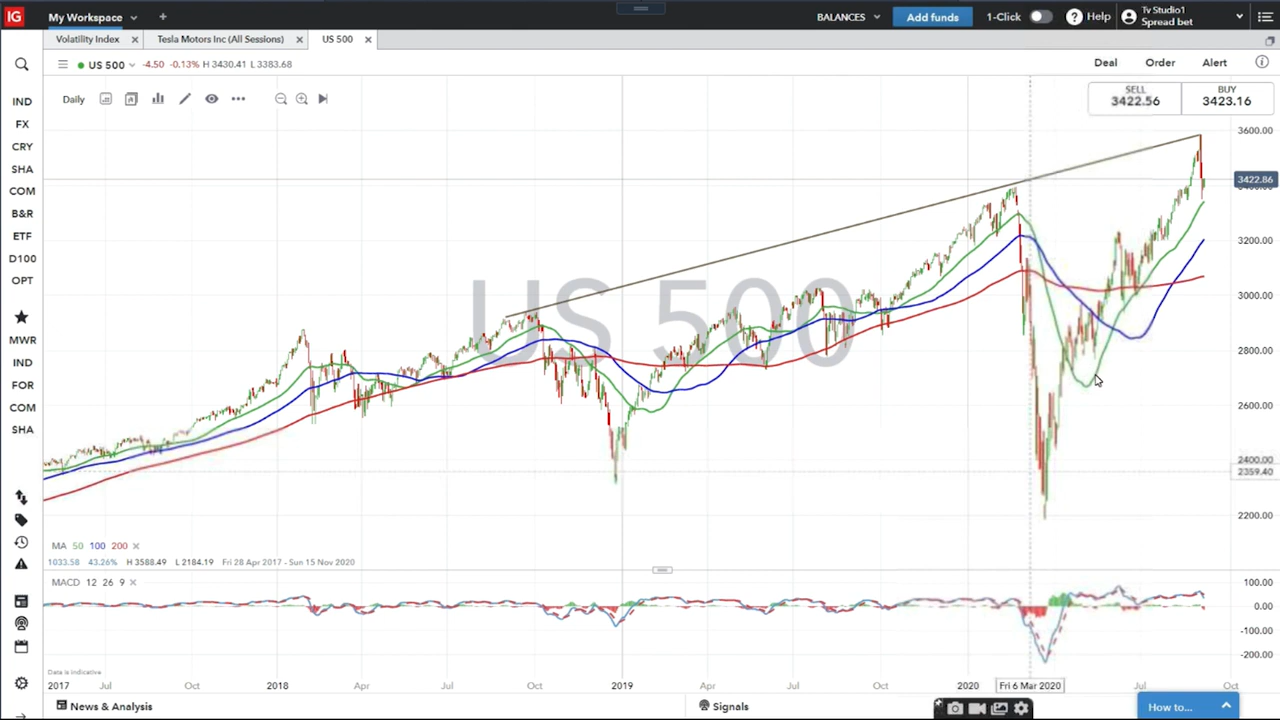 IG My Workspace + BALANCES Add funds 1-Click ? Help Tv Studio1
Spread bet
Volatility Index × Tesla Motors Inc (All Sessions) × US 500 ×
US 500 -4.50 -0.13% H 3430.41 L 3383.68 Deal Order Alert
Daily
SELL BUY
3422.56 3423.16
IND
FX
CRY
SHA
COM
B&R
ETF
D100
OPT
MWR
IND
FOR
COM
SHA
US 500
3600.00
3422.86
3200.00
3000.00
2800.00
2600.00
2400.00
2359.40
2200.00
MA 50 100 200 ×
1033.58 43.26% H 3588.49 L 2184.19 Fri 28 Apr 2017 - Sun 15 Nov 2020
MACD 12 26 9 ×
100.00
0.00
-100.00
-200.00
Data is indicative
2017 Jul Oct 2018 Apr Jul Oct 2019 Apr Jul Oct 2020 Fri 6 Mar 2020 Jul Oct
News & Analysis Signals How to...